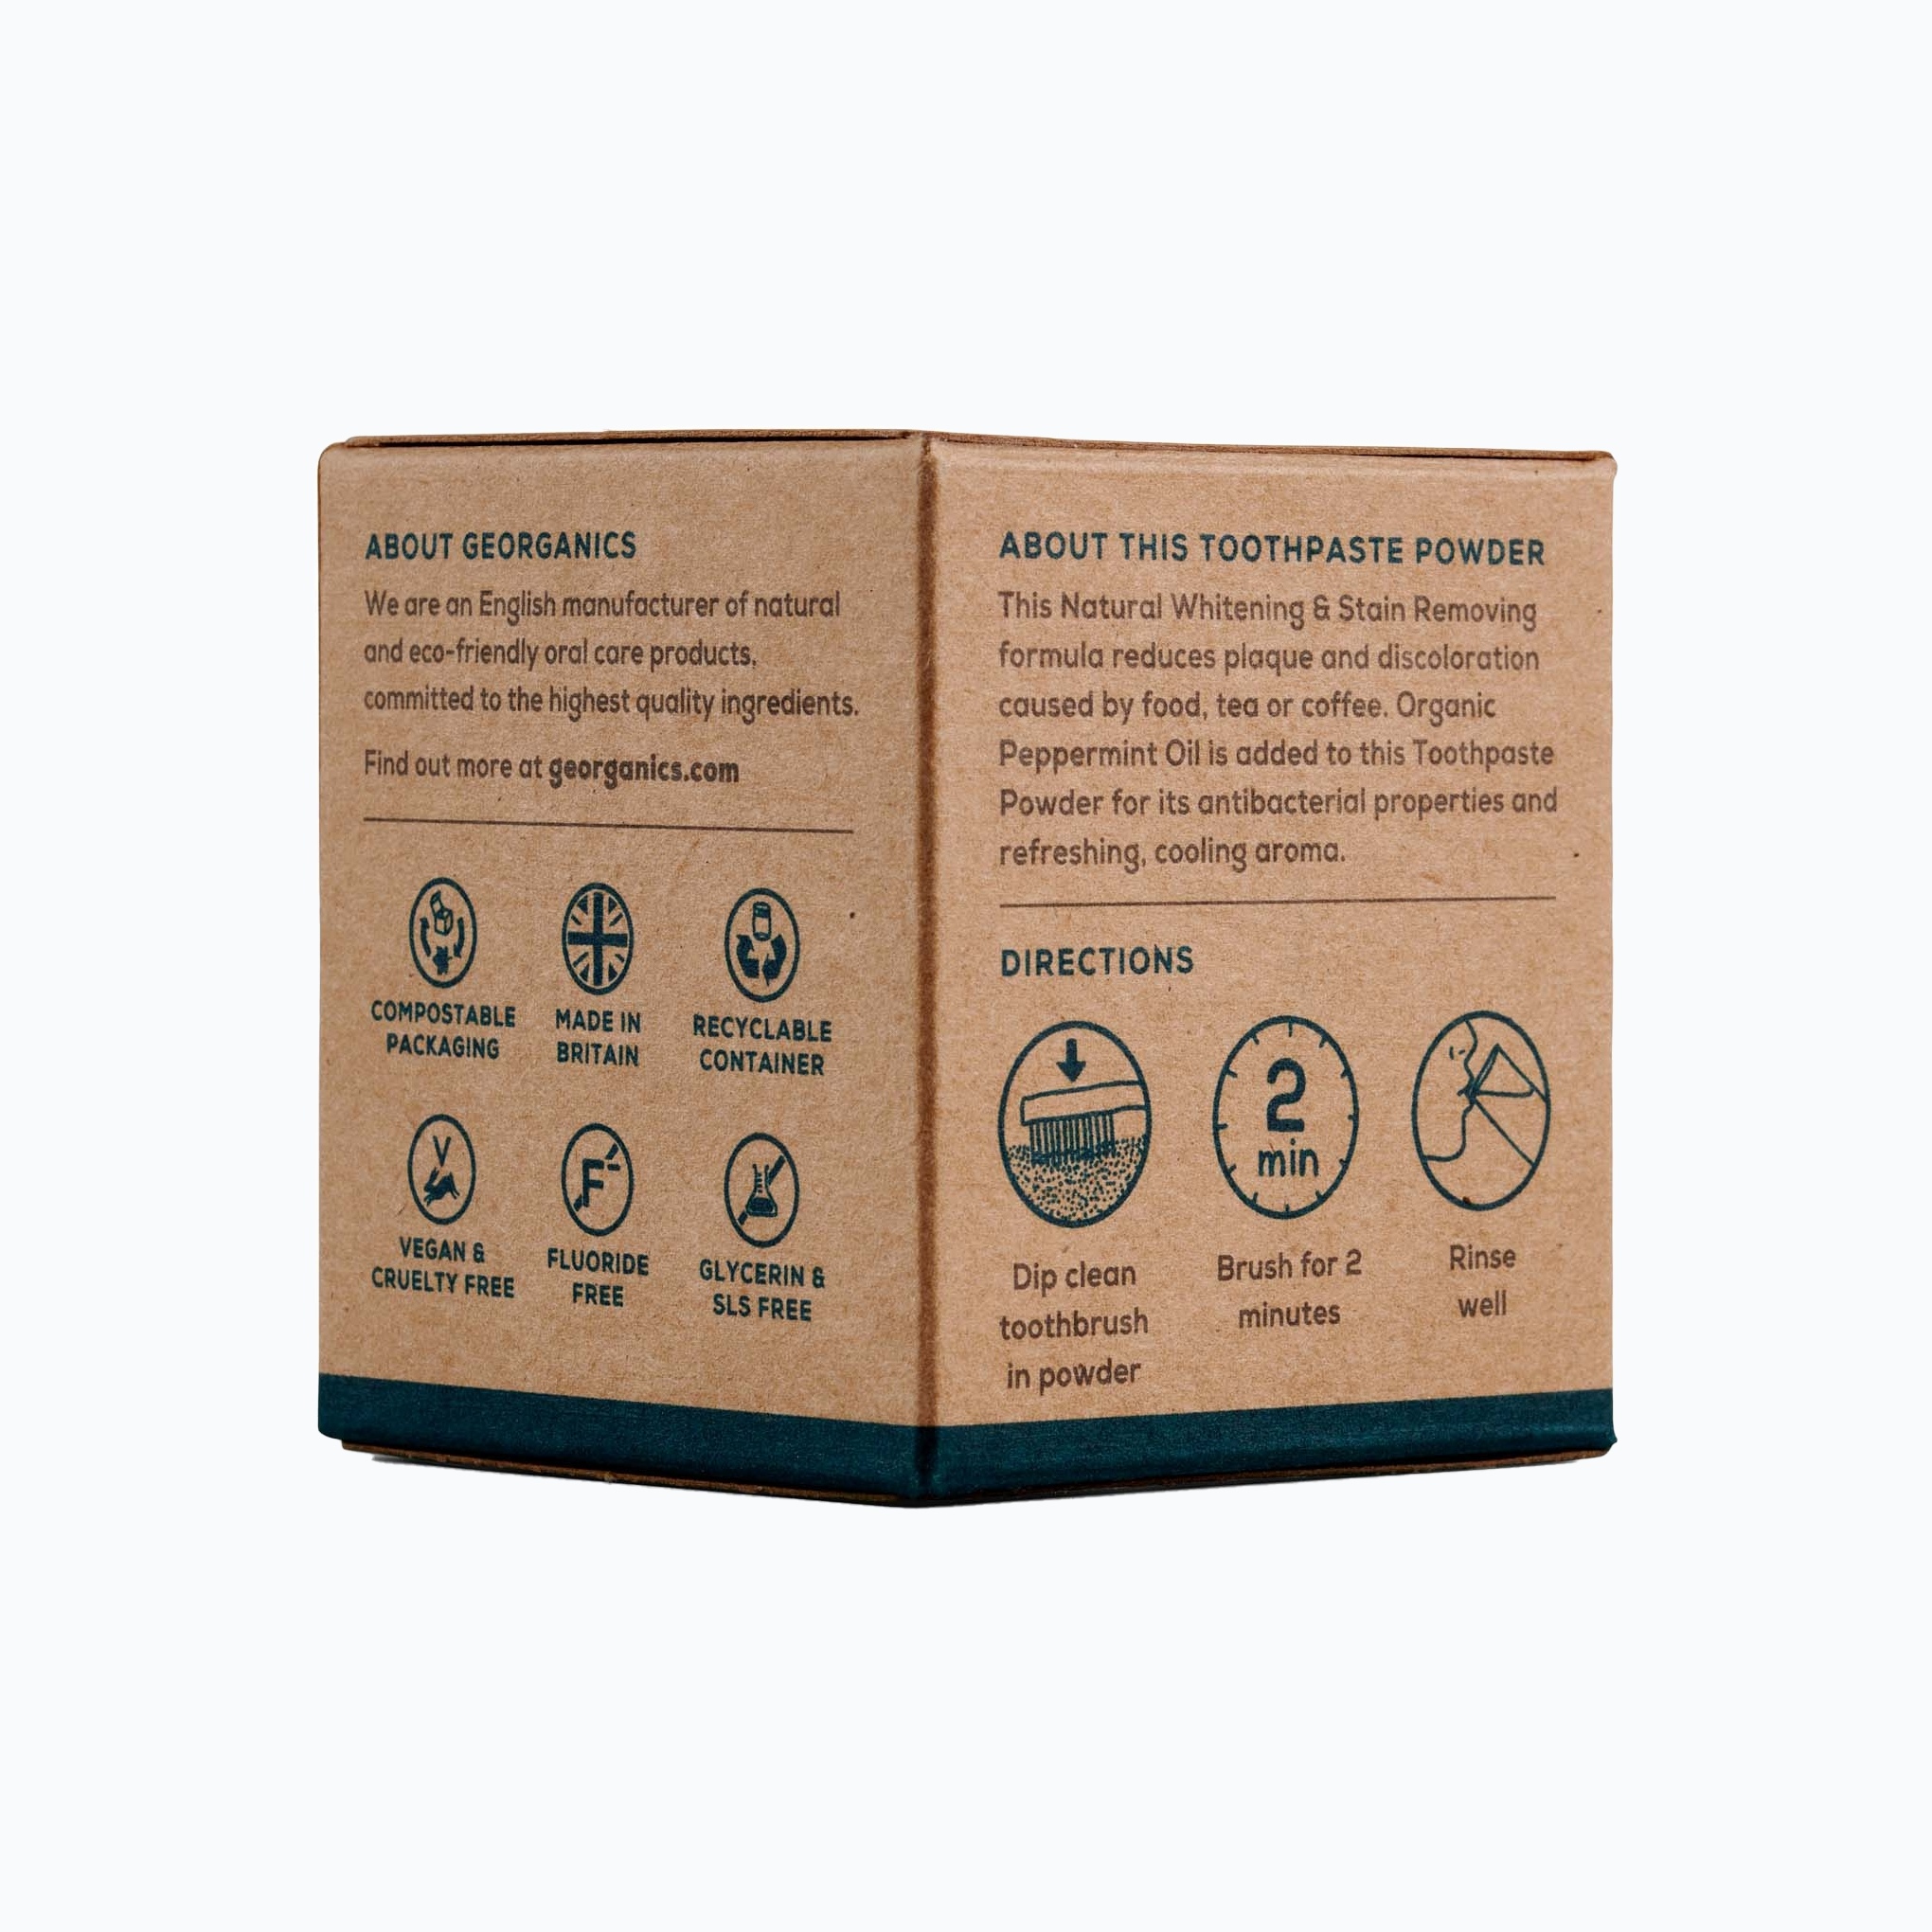 ABOUT GEORGANICS
We are an English manufacturer of natural
and eco-friendly oral care products,
committed to the highest quality ingredients.
Find out more at georganics.com
COMPOSTABLE
PACKAGING
MADE IN
BRITAIN
RECYCLABLE
CONTAINER
V
VEGAN &
CRUELTY FREE
F-
FLUORIDE
FREE
GLYCERIN &
SLS FREE
ABOUT THIS TOOTHPASTE POWDER
This Natural Whitening & Stain Removing
formula reduces plaque and discoloration
caused by food, tea or coffee. Organic
Peppermint Oil is added to this Toothpaste
Powder for its antibacterial properties and
refreshing, cooling aroma.
DIRECTIONS
Dip clean
toothbrush
in powder
2
min
Brush for 2
minutes
Rinse
well